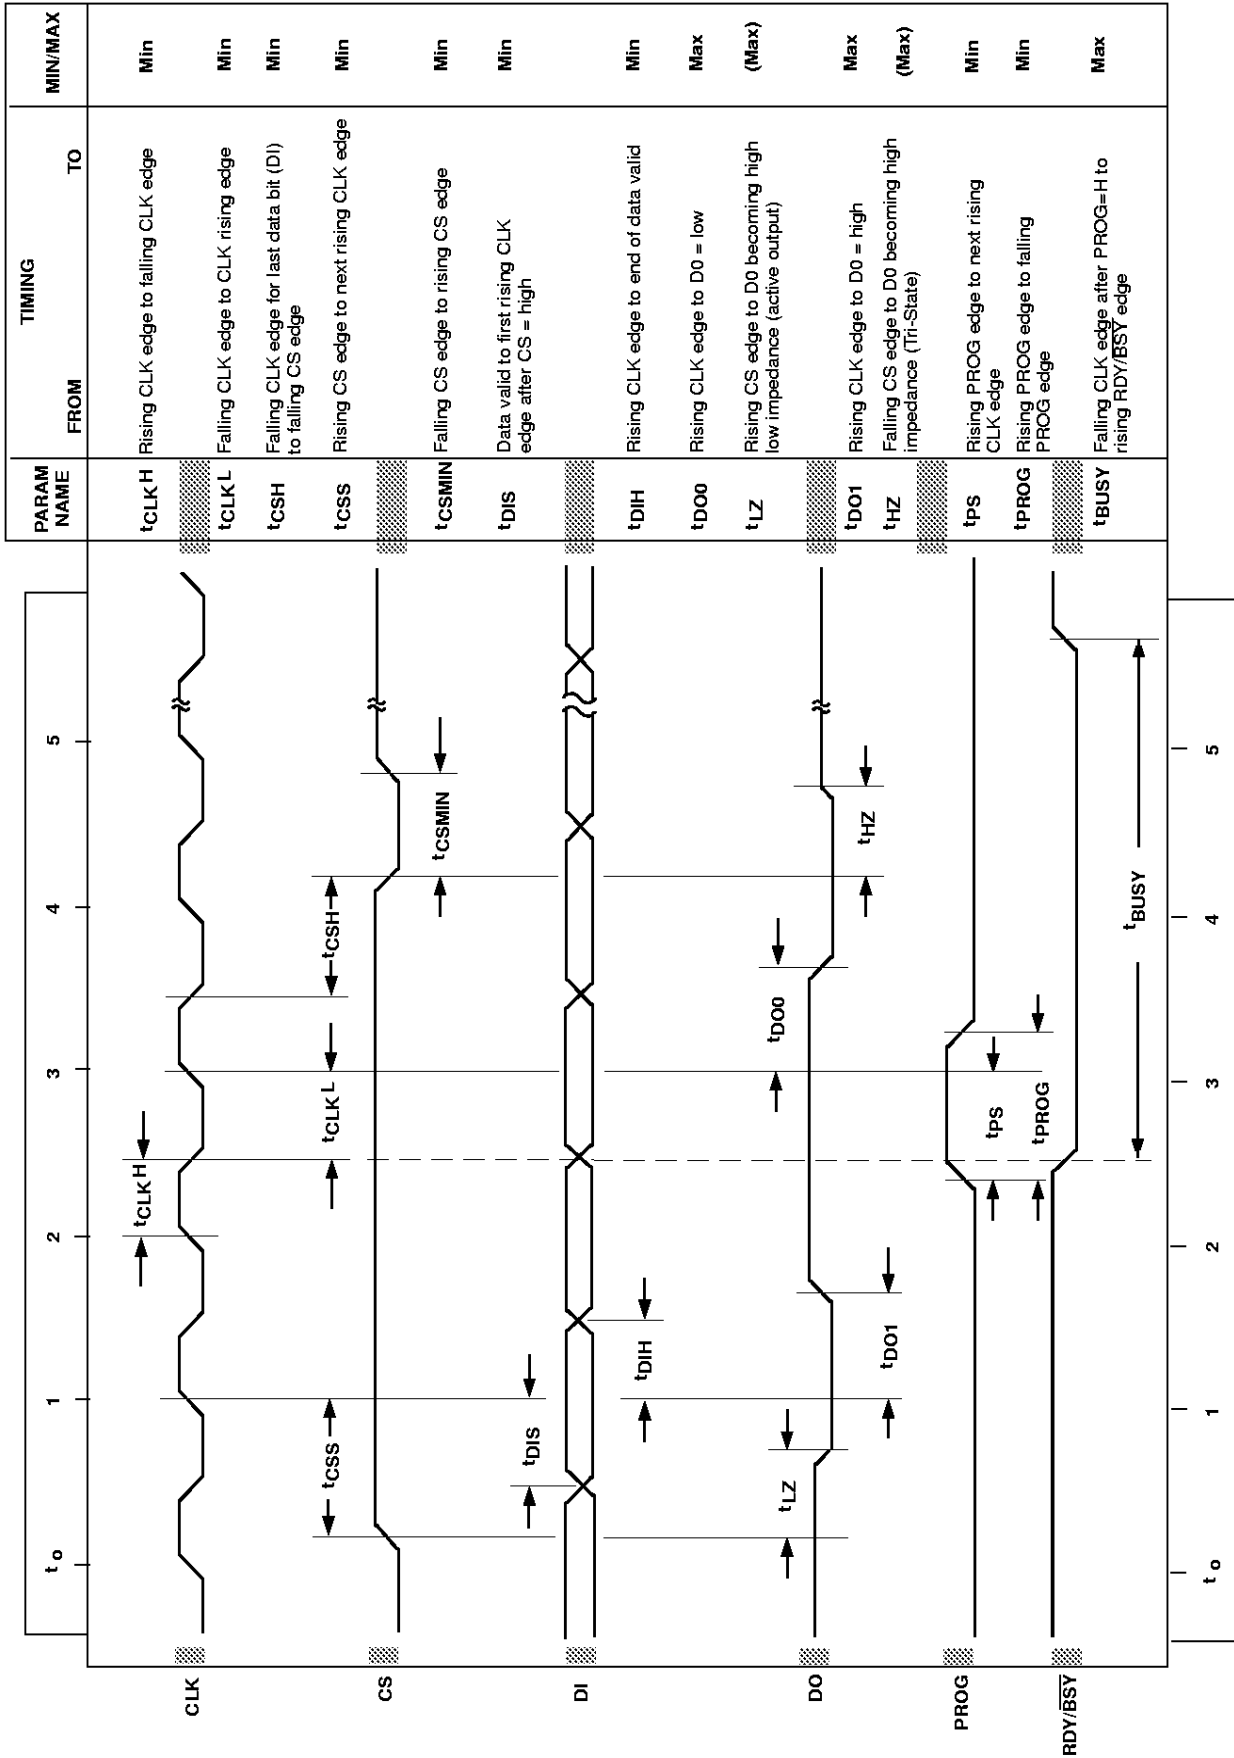 t o 1 2 3 4 5
PARAM NAME
TIMING
FROM TO
MIN/MAX
CLK
tCLKH
tCLKH Rising CLK edge to falling CLK edge Min
tCLKL Falling CLK edge to CLK rising edge Min
tCSH Falling CLK edge for last data bit (DI)
to falling CS edge Min
tCSS tCLKL tCSH
tCSS Rising CS edge to next rising CLK edge Min
CS
tCSMIN
tCSMIN Falling CS edge to rising CS edge Min
tDIS
tDIS Data valid to first rising CLK
edge after CS = high Min
DI
tDIH
tDIH Rising CLK edge to end of data valid Min
tDO0 Rising CLK edge to D0 = low Max
tLZ tDO0
tLZ Rising CS edge to D0 becoming high
low impedance (active output) (Max)
DO
tDO1 tHZ
tDO1 Rising CLK edge to D0 = high Max
tHZ Falling CS edge to D0 becoming high
impedance (Tri-State) (Max)
PROG
tPS
tPS Rising PROG edge to next rising
CLK edge Min
tPROG
tPROG Rising PROG edge to falling
PROG edge Min
RDY/BSY
tBUSY
tBUSY Falling CLK edge after PROG=H to
rising RDY/BSY edge Max
t o 1 2 3 4 5